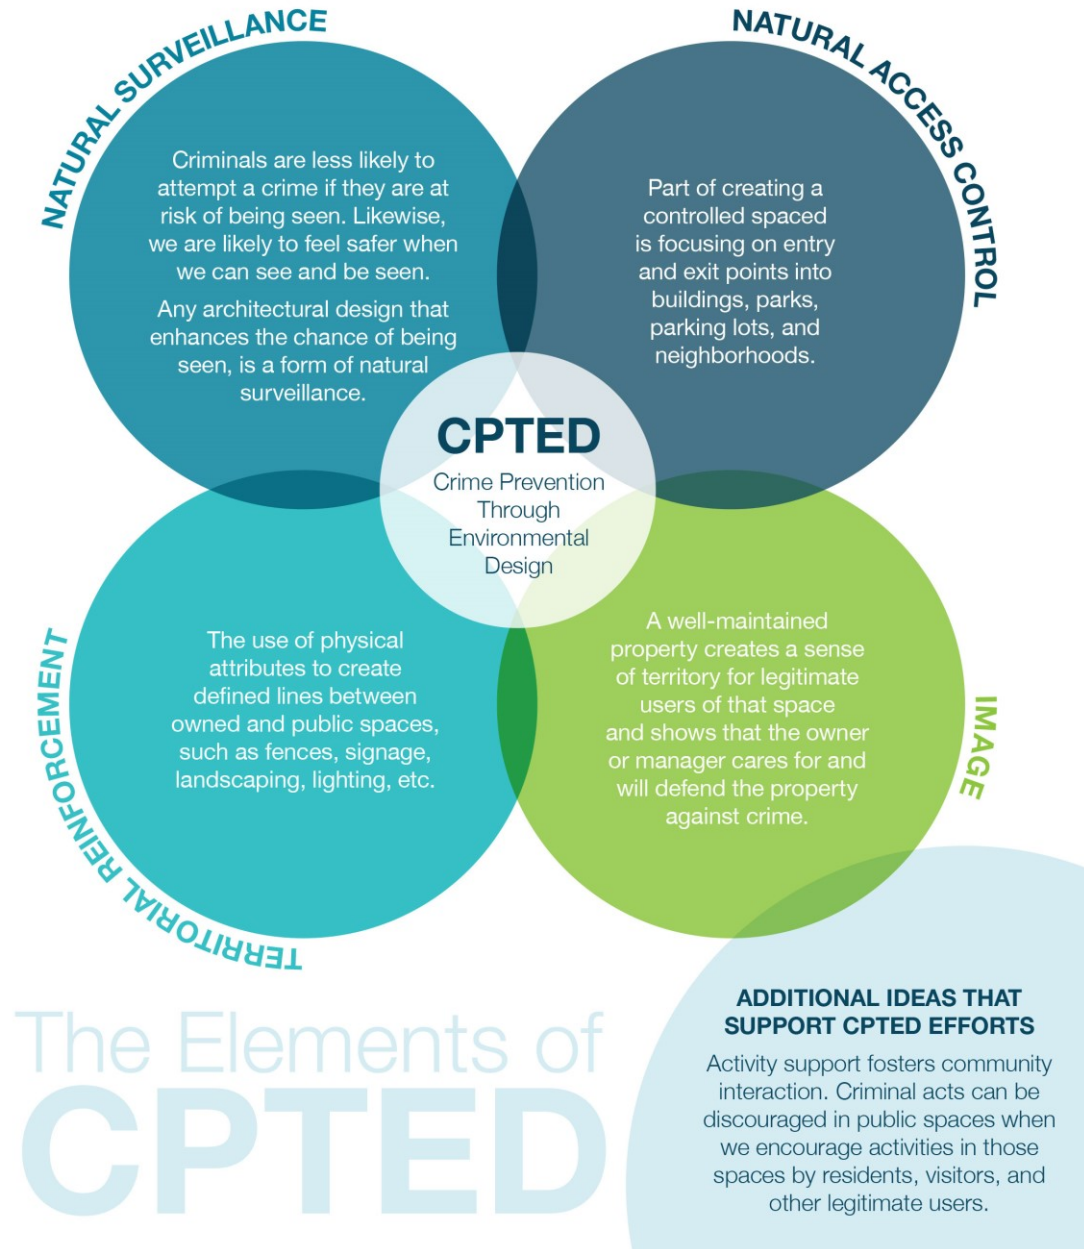 NATURAL SURVEILLANCE
Criminals are less likely to
attempt a crime if they are at
risk of being seen. Likewise,
we are likely to feel safer when
we can see and be seen.
Any architectural design that
enhances the chance of being
seen, is a form of natural
surveillance.
NATURAL ACCESS CONTROL
Part of creating a
controlled spaced
is focusing on entry
and exit points into
buildings, parks,
parking lots, and
neighborhoods.
CPTED
Crime Prevention
Through
Environmental
Design
TERRITORIAL REINFORCEMENT
The use of physical
attributes to create
defined lines between
owned and public spaces,
such as fences, signage,
landscaping, lighting, etc.
IMAGE
A well-maintained
property creates a sense
of territory for legitimate
users of that space
and shows that the owner
or manager cares for and
will defend the property
against crime.
The Elements of
CPTED
ADDITIONAL IDEAS THAT
SUPPORT CPTED EFFORTS
Activity support fosters community
interaction. Criminal acts can be
discouraged in public spaces when
we encourage activities in those
spaces by residents, visitors, and
other legitimate users.